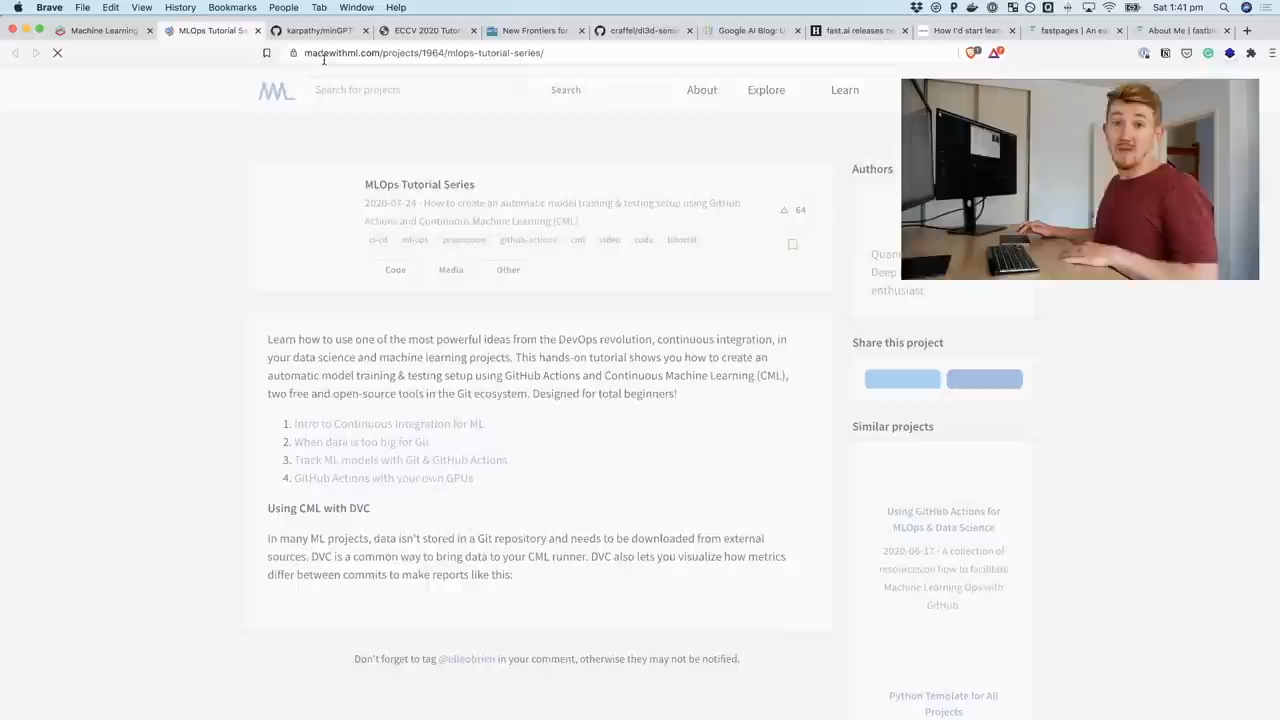 Brave File Edit View History Bookmarks People Tab Window Help
Sat 1:41 pm
Machine Learning
MLOps Tutorial Se
karpathy/minGPT
ECCV 2020 Tutor
New Frontiers for
craffel/dl3d-semi
Google AI Blog: U
fast.ai releases ne
How I'd start learn
fastpages | An ea
About Me | fastbl
madewithml.com/projects/1964/mlops-tutorial-series/
Search for projects
Search
About
Explore
Learn
MLOps Tutorial Series
2020-07-24 · How to create an automatic model training & testing setup using GitHub
Actions and Continuous Machine Learning (CML).
64
ci-cd ml-ops promotion github-actions cml video code tutorial
Code Media Other
Learn how to use one of the most powerful ideas from the DevOps revolution, continuous integration, in
your data science and machine learning projects. This hands-on tutorial shows you how to create an
automatic model training & testing setup using GitHub Actions and Continuous Machine Learning (CML),
two free and open-source tools in the Git ecosystem. Designed for total beginners!
1. Intro to Continuous Integration for ML
2. When data is too big for Git
3. Track ML models with Git & GitHub Actions
4. GitHub Actions with your own GPUs
Using CML with DVC
In many ML projects, data isn't stored in a Git repository and needs to be downloaded from external
sources. DVC is a common way to bring data to your CML runner. DVC also lets you visualize how metrics
differ between commits to make reports like this:
Don't forget to tag @elleobrien in your comment, otherwise they may not be notified.
Authors
Deep
enthusiast
Share this project
Similar projects
Using GitHub Actions for
MLOps & Data Science
2020-06-17 · A collection of
resources on how to facilitate
Machine Learning Ops with
GitHub.
Python Template for All
Projects